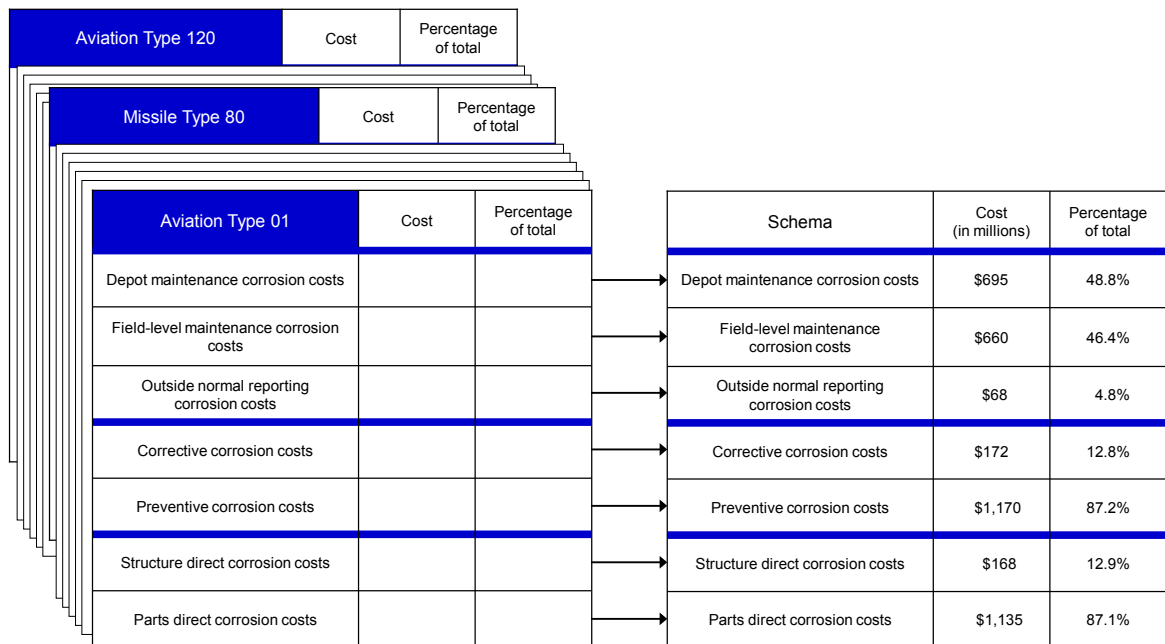 Aviation Type 120
Cost
Percentage
of total
Missile Type 80
Cost
Percentage
of total
Aviation Type 01
Cost
Percentage
of total
Depot maintenance corrosion costs
Field-level maintenance corrosion
costs
Outside normal reporting
corrosion costs
Corrective corrosion costs
Preventive corrosion costs
Structure direct corrosion costs
Parts direct corrosion costs
Schema
Cost
(in millions)
Percentage
of total
Depot maintenance corrosion costs
$695
48.8%
Field-level maintenance
corrosion costs
$660
46.4%
Outside normal reporting
corrosion costs
$68
4.8%
Corrective corrosion costs
$172
12.8%
Preventive corrosion costs
$1,170
87.2%
Structure direct corrosion costs
$168
12.9%
Parts direct corrosion costs
$1,135
87.1%